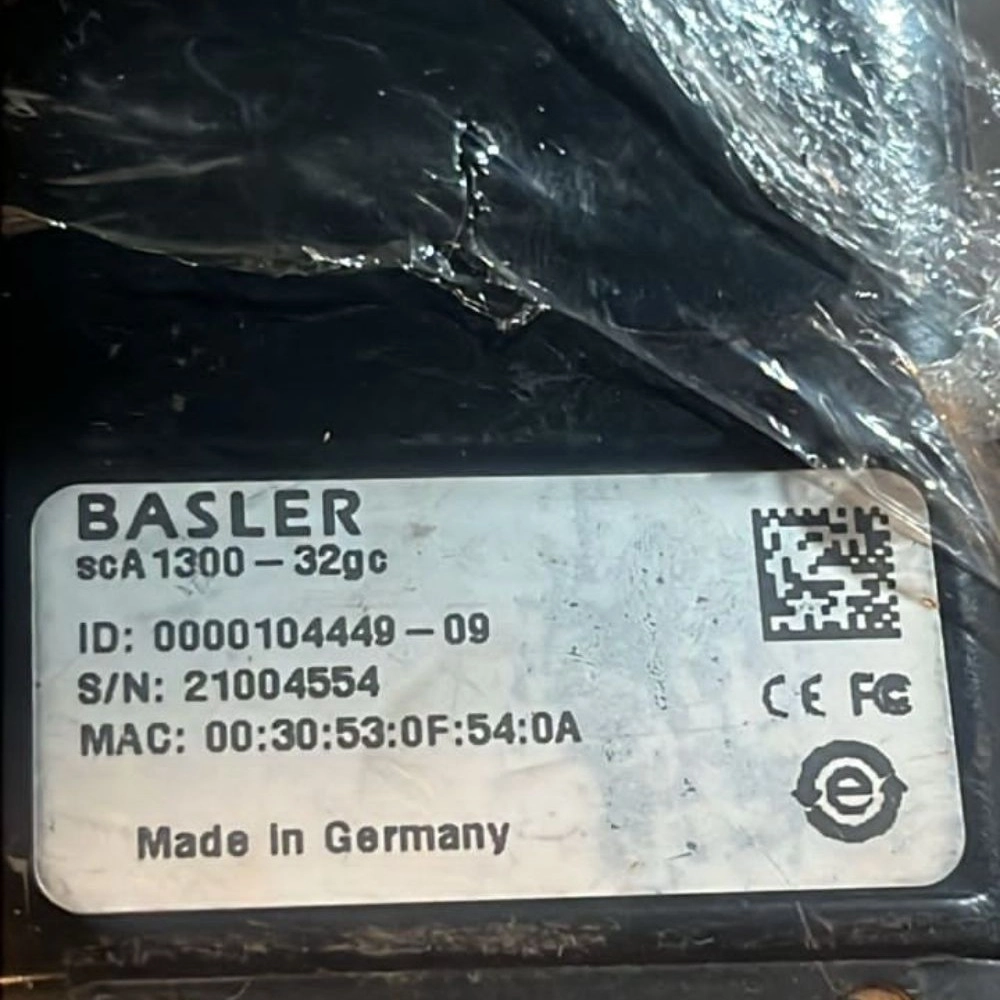 BASLER
scA1300-32gc
ID: 0000104449-09
S/N: 21004554
MAC: 00:30:53:0F:54:0A
CE FC
e
Made in Germany